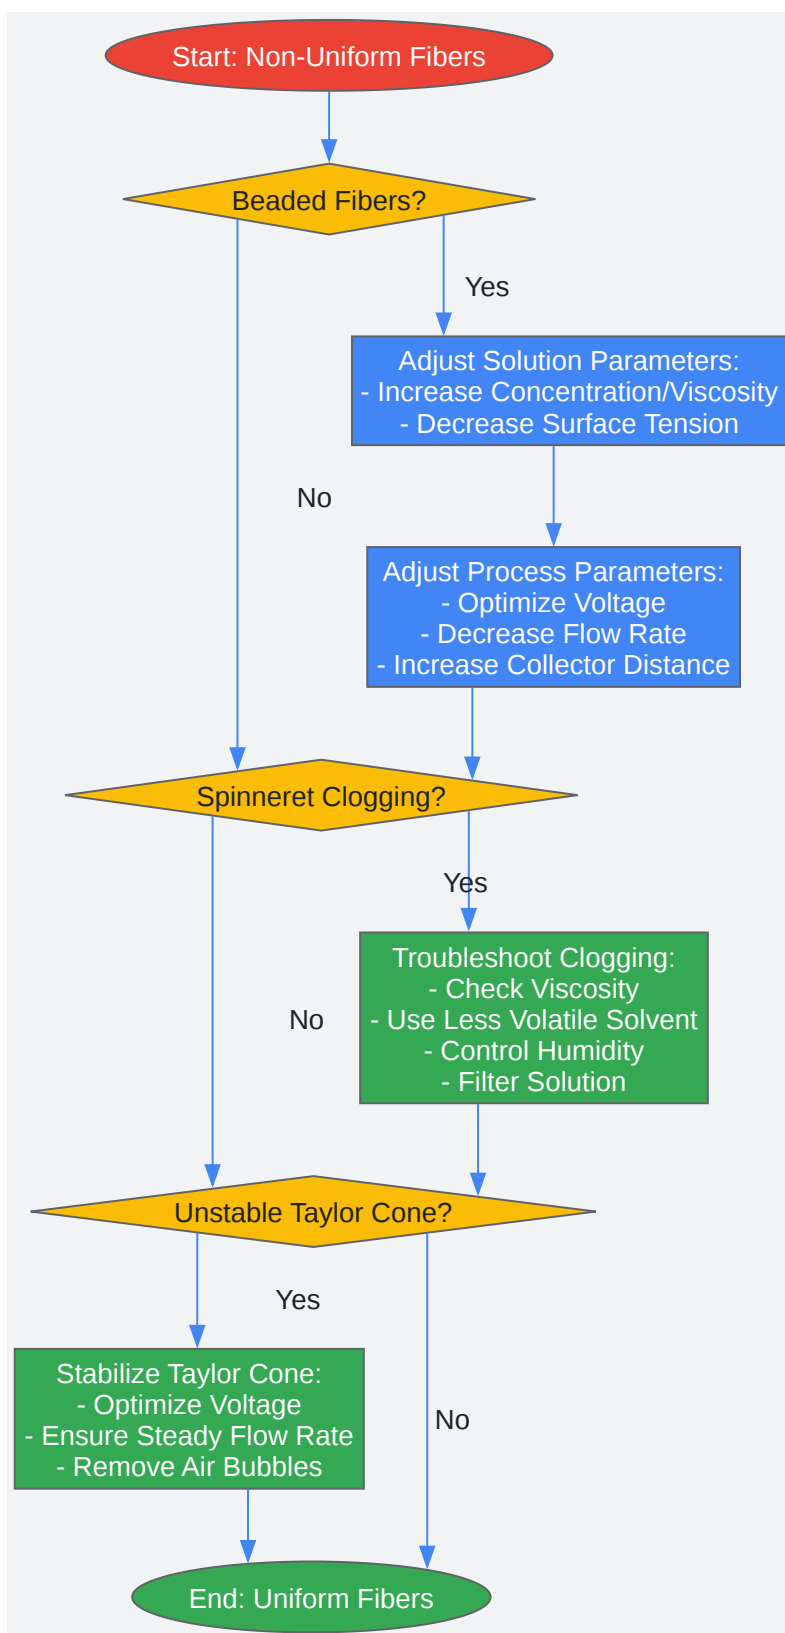 Start: Non-Uniform Fibers
Beaded Fibers?
Yes
Adjust Solution Parameters:
- Increase Concentration/Viscosity
- Decrease Surface Tension
No
Adjust Process Parameters:
- Optimize Voltage
- Decrease Flow Rate
- Increase Collector Distance
Spinneret Clogging?
Yes
Troubleshoot Clogging:
- Check Viscosity
- Use Less Volatile Solvent
- Control Humidity
- Filter Solution
No
Unstable Taylor Cone?
Yes
Stabilize Taylor Cone:
- Optimize Voltage
- Ensure Steady Flow Rate
- Remove Air Bubbles
No
End: Uniform Fibers